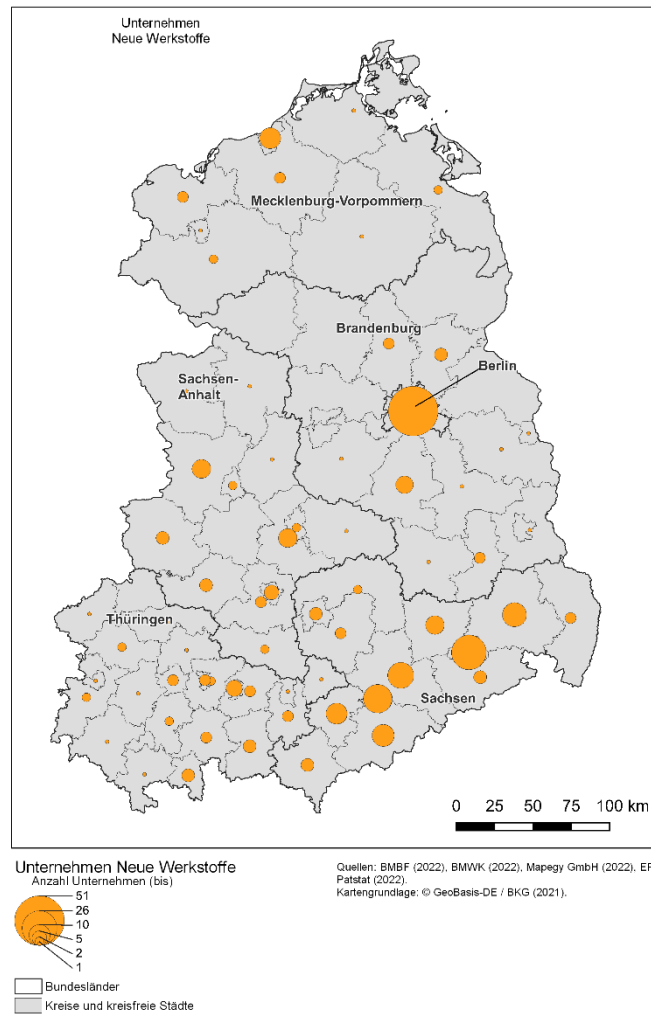 Unternehmen
Neue Werkstoffe
Mecklenburg-Vorpommern
Brandenburg
Berlin
Sachsen-
Anhalt
Thüringen
Sachsen
0 25 50 75 100 km
Unternehmen Neue Werkstoffe
Anzahl Unternehmen (bis)
51
26
10
5
2
1
Bundesländer
Kreise und kreisfreie Städte
Quellen: BMBF (2022), BMWK (2022), Mapegy GmbH (2022),
Patstat (2022).
Kartengrundlage: © GeoBasis-DE / BKG (2021).